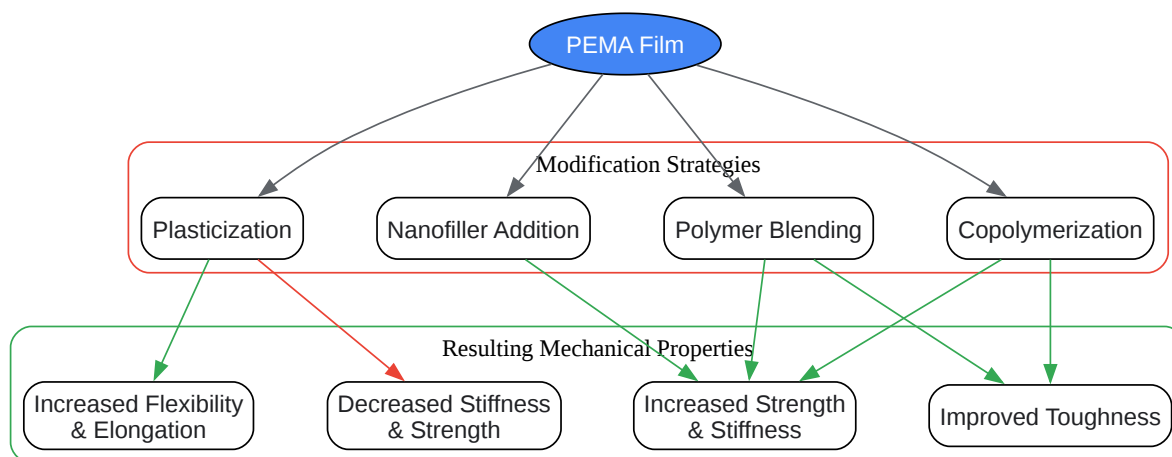 PEMA Film
Modification Strategies
Plasticization
Nanofiller Addition
Polymer Blending
Copolymerization
Resulting Mechanical Properties
Increased Flexibility
& Elongation
Decreased Stiffness
& Strength
Increased Strength
& Stiffness
Improved Toughness